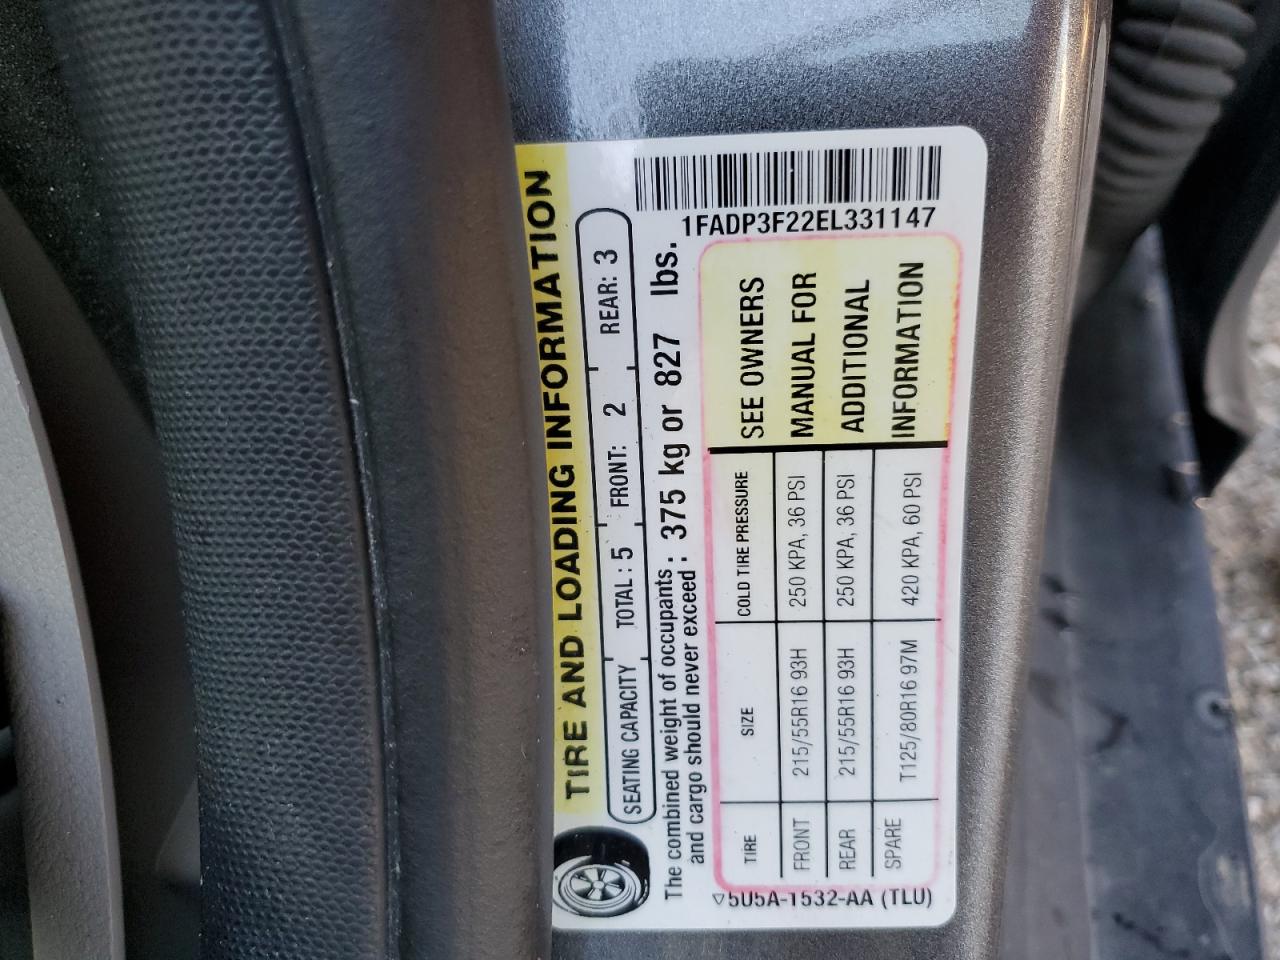 TIRE AND LOADING INFORMATION
SEATING CAPACITY TOTAL : 5 FRONT: 2 REAR: 3
The combined weight of occupants and cargo should never exceed : 375 kg or 827 lbs.
TIRE SIZE COLD TIRE PRESSURE
FRONT 215/55R16 93H 250 KPA, 36 PSI
REAR 215/55R16 93H 250 KPA, 36 PSI
SPARE T125/80R16 97M 420 KPA, 60 PSI
SEE OWNERS
MANUAL FOR
ADDITIONAL
INFORMATION
5U5A-1532-AA (TLU)
1FADP3F22EL331147